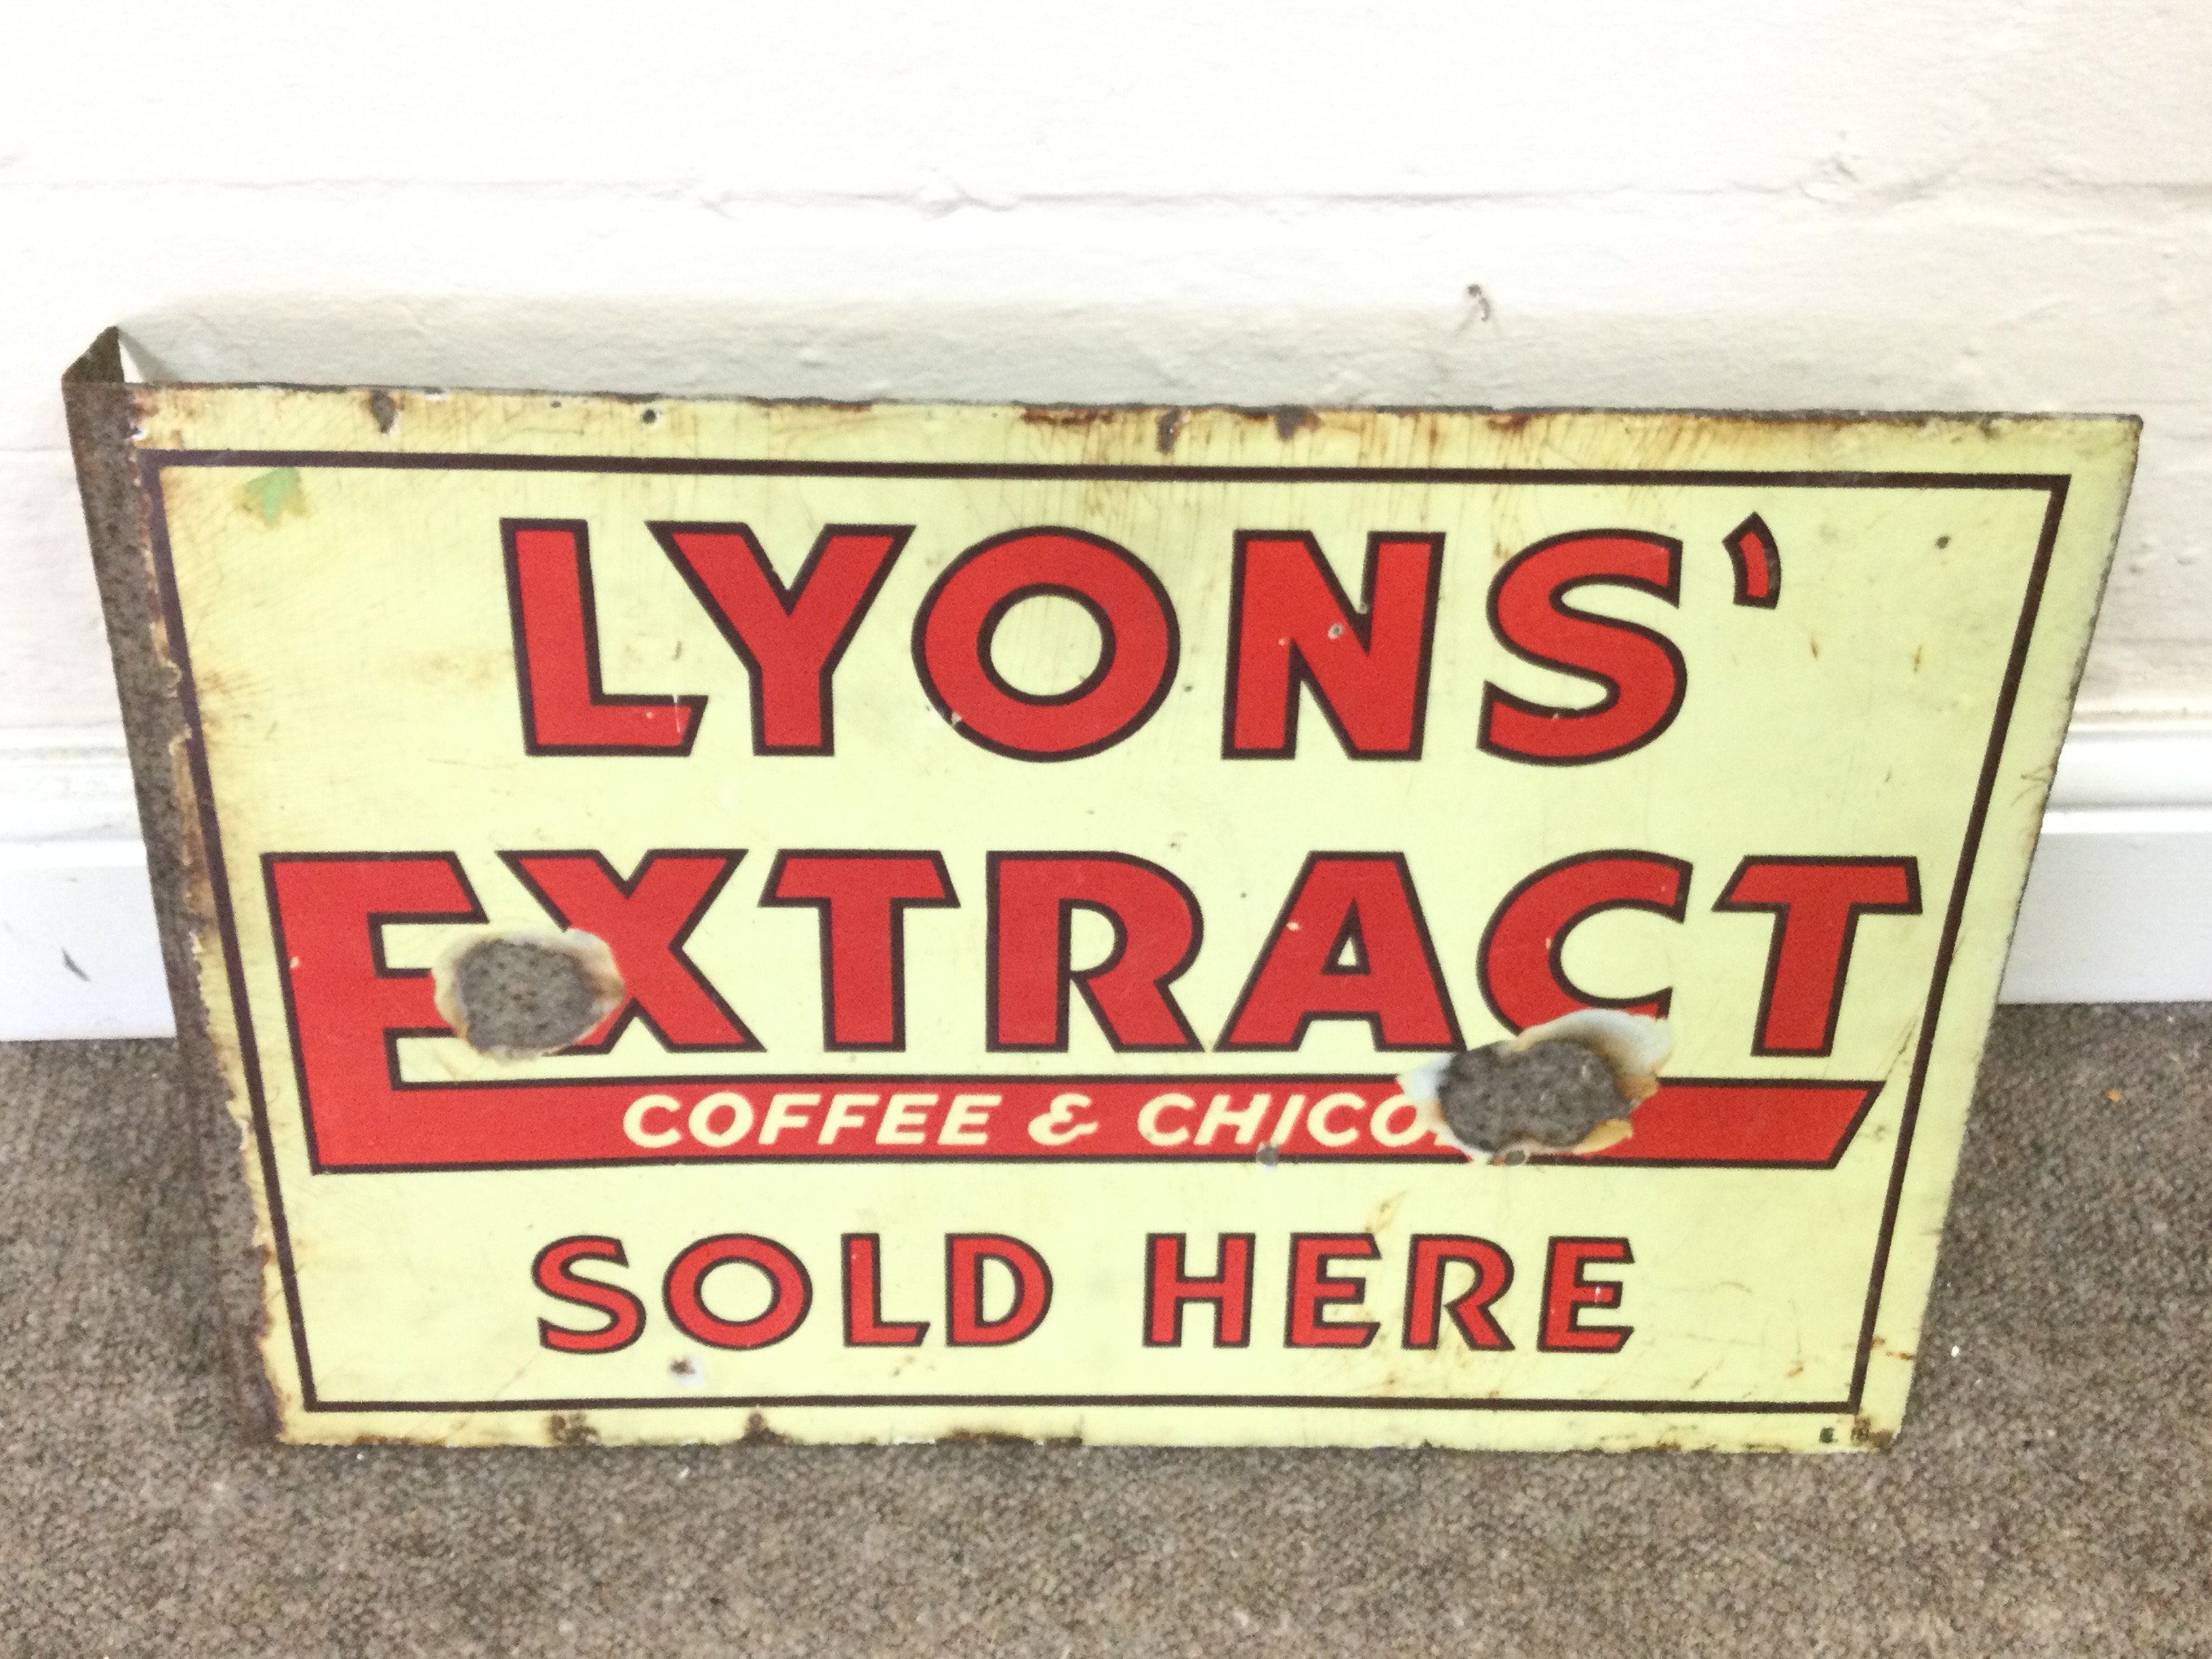 LYONS'
EXTRACT
COFFEE & CHICO
SOLD HERE